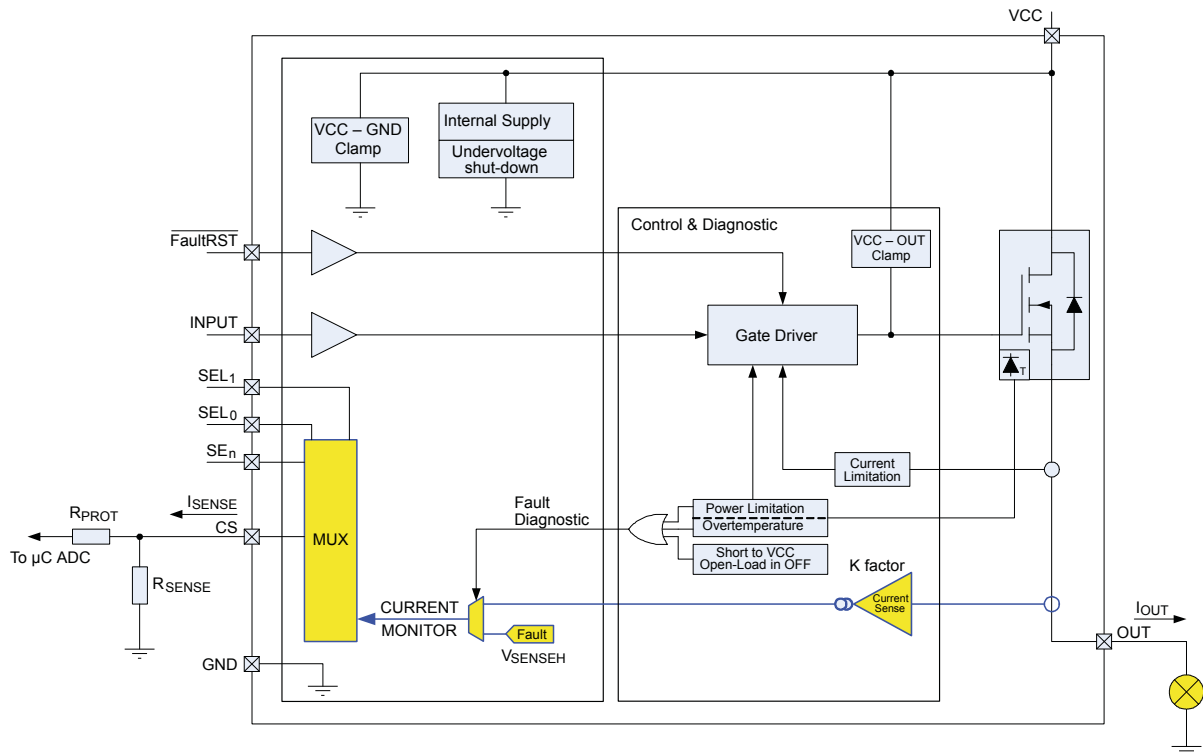 VCC
VCC – GND
Clamp
Internal Supply
Undervoltage
shut-down
Control & Diagnostic
FaultRST
VCC – OUT
Clamp
INPUT
Gate Driver
T
SEL1
SEL0
SEn
Current
Limitation
ISENSE
Fault
Diagnostic
Power Limitation
Overtemperature
RPROT
CS
MUX
To µC ADC
Short to VCC
Open-Load in OFF
RSENSE
K factor
Current
Sense
CURRENT
MONITOR
Fault
VSENSEH
IOUT
OUT
GND